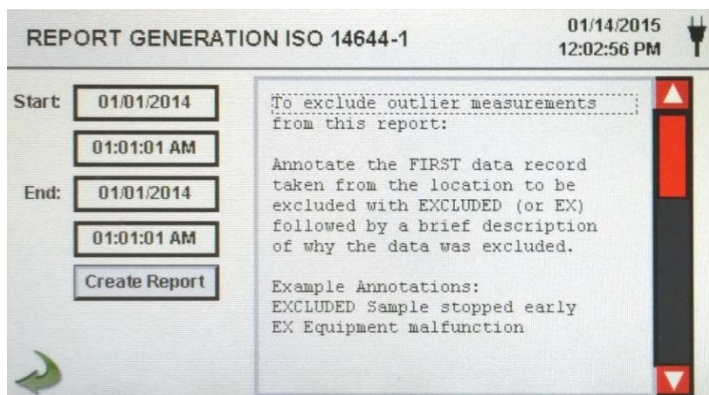 REPORT GENERATION ISO 14644-1
01/14/2015
12:02:56 PM
Start: 01/01/2014
01:01:01 AM
End: 01/01/2014
01:01:01 AM
Create Report
To exclude outlier measurements
from this report:
Annotate the FIRST data record
taken from the location to be
excluded with EXCLUDED (or EX)
followed by a brief description
of why the data was excluded.
Example Annotations:
EXCLUDED Sample stopped early
EX Equipment malfunction